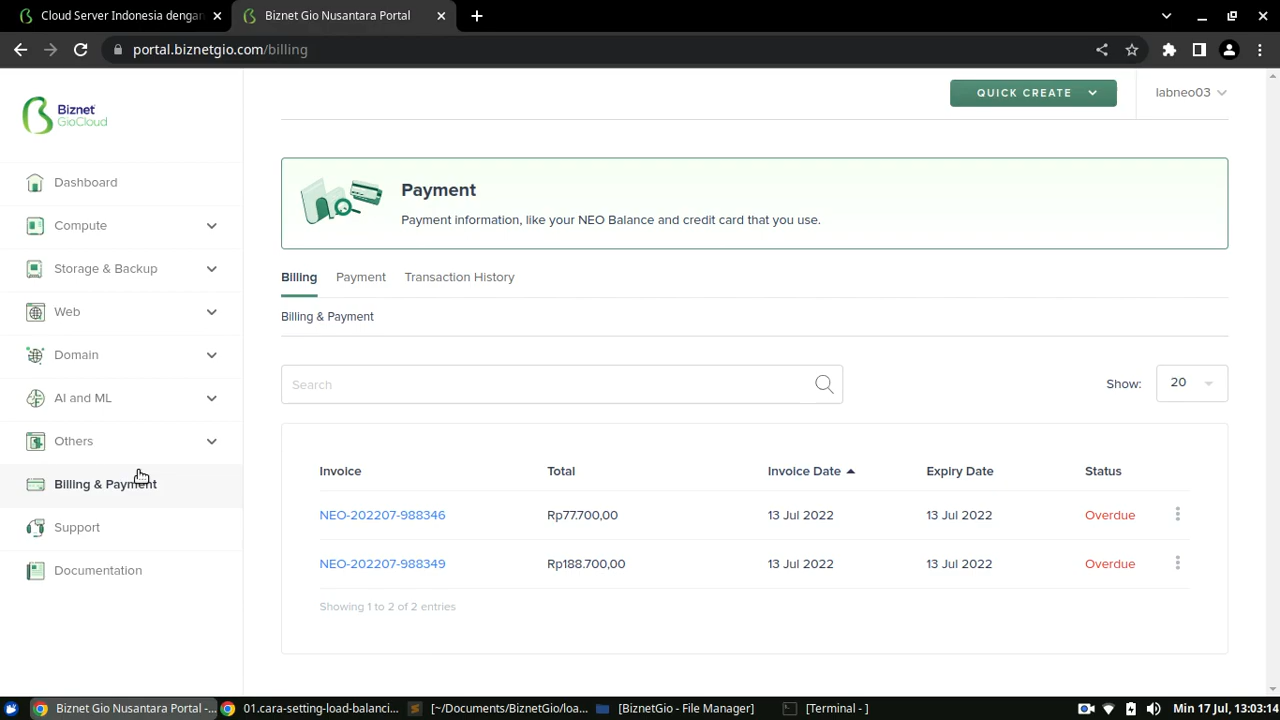 Cloud Server Indonesia dengan
Biznet Gio Nusantara Portal
portal.biznetgio.com/billing
Biznet
GioCloud
QUICK CREATE
labneo03
Dashboard
Compute
Storage & Backup
Web
Domain
AI and ML
Others
Billing & Payment
Support
Documentation
Payment
Payment information, like your NEO Balance and credit card that you use.
Billing Payment Transaction History
Billing & Payment
Search
Show: 20
Invoice Total Invoice Date Expiry Date Status
NEO-202207-988346 Rp77.700,00 13 Jul 2022 13 Jul 2022 Overdue
NEO-202207-988349 Rp188.700,00 13 Jul 2022 13 Jul 2022 Overdue
Showing 1 to 2 of 2 entries
Biznet Gio Nusantara Portal -... 01.cara-setting-load-balanci... [~/Documents/BiznetGio/loa... [BiznetGio - File Manager] [Terminal - ] Min 17 Jul, 13:03:14